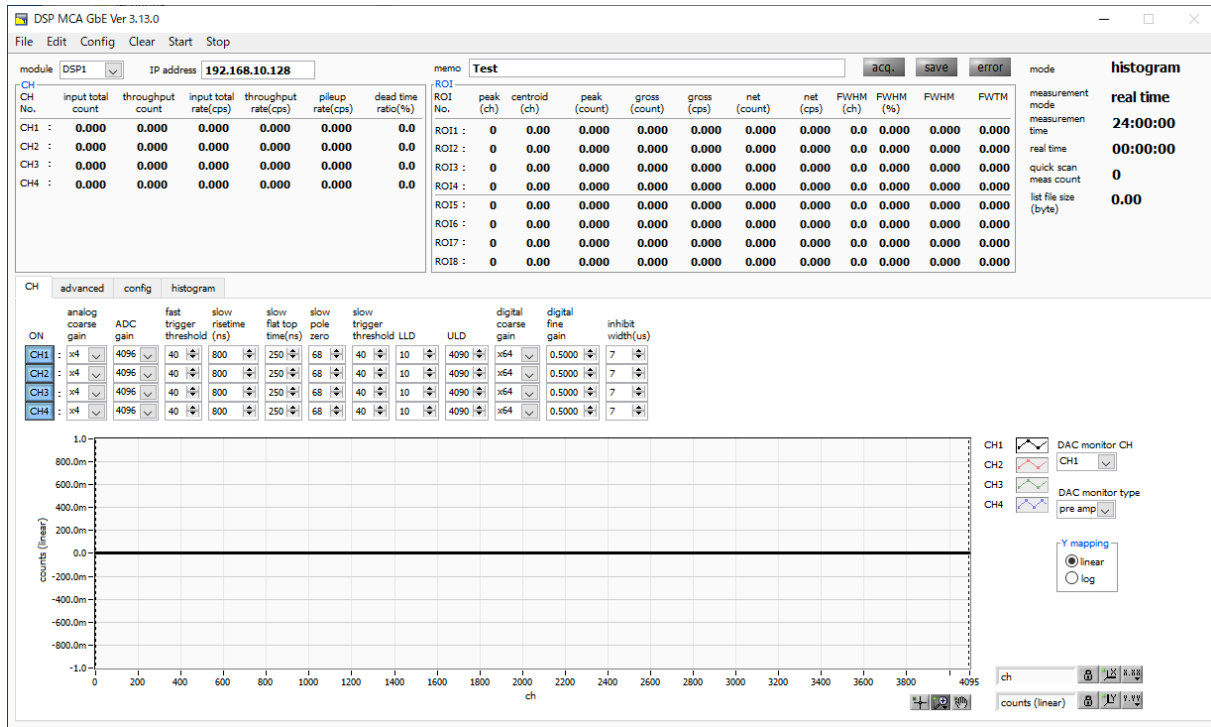 DSP MCA GbE Ver 3.13.0
File Edit Config Clear Start Stop
module DSP1 IP address 192.168.10.128 memo Test acq. save error mode histogram
CH
CH No. input total count throughput count input total rate(cps) throughput rate(cps) pileup rate(cps) dead time ratio(%)
CH1 : 0.000 0.000 0.000 0.000 0.000 0.0
CH2 : 0.000 0.000 0.000 0.000 0.000 0.0
CH3 : 0.000 0.000 0.000 0.000 0.000 0.0
CH4 : 0.000 0.000 0.000 0.000 0.000 0.0
ROI
ROI No. peak (ch) centroid (ch) peak (count) gross (count) gross (cps) net (count) net (cps) FWHM (ch) FWHM (%) FWHM FWTM
ROI1 : 0 0.00 0.000 0.000 0.000 0.000 0.000 0.0 0.000 0.000 0.000
ROI2 : 0 0.00 0.000 0.000 0.000 0.000 0.000 0.0 0.000 0.000 0.000
ROI3 : 0 0.00 0.000 0.000 0.000 0.000 0.000 0.0 0.000 0.000 0.000
ROI4 : 0 0.00 0.000 0.000 0.000 0.000 0.000 0.0 0.000 0.000 0.000
ROI5 : 0 0.00 0.000 0.000 0.000 0.000 0.000 0.0 0.000 0.000 0.000
ROI6 : 0 0.00 0.000 0.000 0.000 0.000 0.000 0.0 0.000 0.000 0.000
ROI7 : 0 0.00 0.000 0.000 0.000 0.000 0.000 0.0 0.000 0.000 0.000
ROI8 : 0 0.00 0.000 0.000 0.000 0.000 0.000 0.0 0.000 0.000 0.000
measurement mode real time
measuremen time 24:00:00
real time 00:00:00
quick scan meas count 0
list file size (byte) 0.00
CH advanced config histogram
ON analog coarse gain ADC gain fast trigger threshold slow risetime (ns) slow flat top time(ns) slow pole zero slow trigger threshold LLD ULD digital coarse gain digital fine gain inhibit width(us)
CH1 : x4 4096 40 800 250 68 40 10 4090 x64 0.5000 7
CH2 : x4 4096 40 800 250 68 40 10 4090 x64 0.5000 7
CH3 : x4 4096 40 800 250 68 40 10 4090 x64 0.5000 7
CH4 : x4 4096 40 800 250 68 40 10 4090 x64 0.5000 7
counts (linear)
1.0
800.0m
600.0m
400.0m
200.0m
0.0
-200.0m
-400.0m
-600.0m
-800.0m
-1.0
0 200 400 600 800 1000 1200 1400 1600 1800 2000 2200 2400 2600 2800 3000 3200 3400 3600 3800 4095
ch
CH1
CH2
CH3
CH4
DAC monitor CH
CH1
DAC monitor type
pre amp
Y mapping
linear
log
ch X.XX
counts (linear) Y.YY